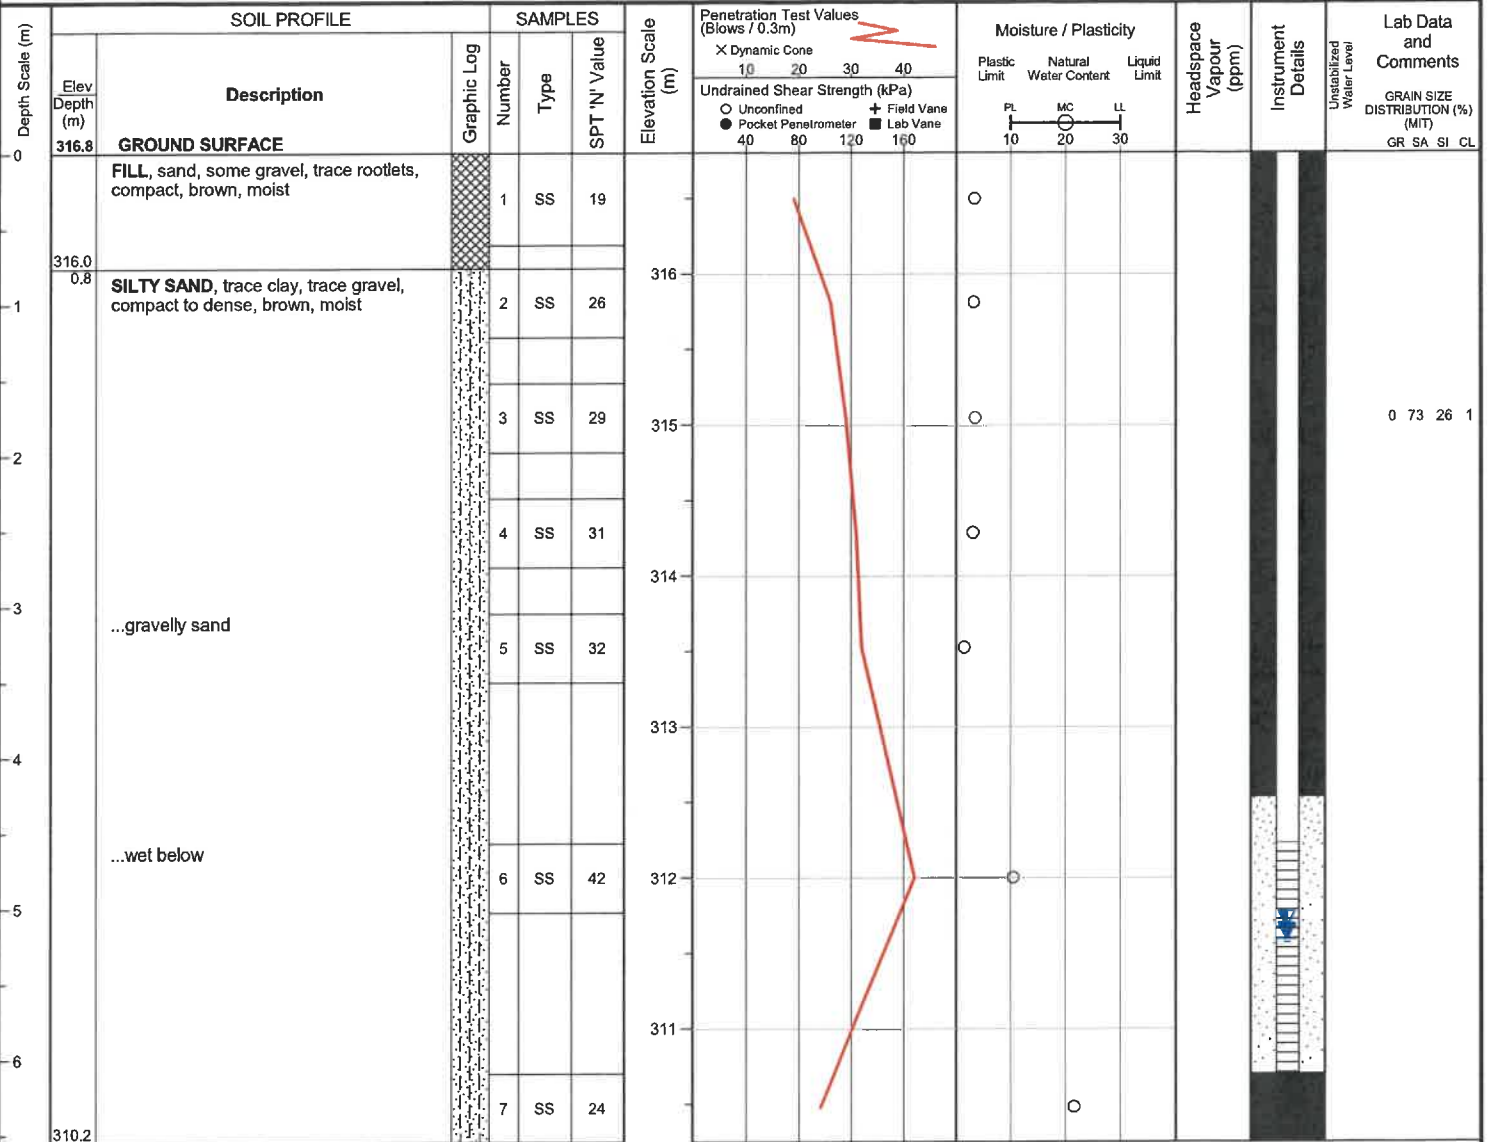 SOIL PROFILE
SAMPLES
Depth Scale (m)
Elev
Depth
(m)
316.8
Description
GROUND SURFACE
Graphic Log
Number
Type
SPT 'N' Value
Elevation Scale
(m)
Penetration Test Values
(Blows / 0.3m)
X Dynamic Cone
10 20 30 40
Undrained Shear Strength (kPa)
O Unconfined + Field Vane
● Pocket Penetrometer ■ Lab Vane
40 80 120 160
Moisture / Plasticity
Plastic Natural Liquid
Limit Water Content Limit
PL MC LL
10 20 30
Headspace
Vapour
(ppm)
Instrument
Details
Unstabilized
Water Level
Lab Data
and
Comments
GRAIN SIZE
DISTRIBUTION (%)
(MIT)
GR SA SI CL
0
FILL, sand, some gravel, trace rootlets,
compact, brown, moist
1 SS 19
316.0
0.8
316
SILTY SAND, trace clay, trace gravel,
compact to dense, brown, moist
1
2 SS 26
3 SS 29
315
0 73 26 1
2
4 SS 31
314
3
...gravelly sand
5 SS 32
313
4
...wet below
6 SS 42
312
5
311
6
7 SS 24
310.2